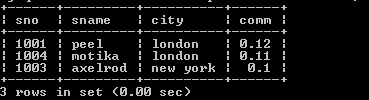 +------+---------+----------+------+
| sno  | sname   | city     | comm |
+------+---------+----------+------+
| 1001 | peel    | london   | 0.12 |
| 1004 | motika  | london   | 0.11 |
| 1003 | axelrod | new york |  0.1 |
+------+---------+----------+------+
3 rows in set (0.00 sec)